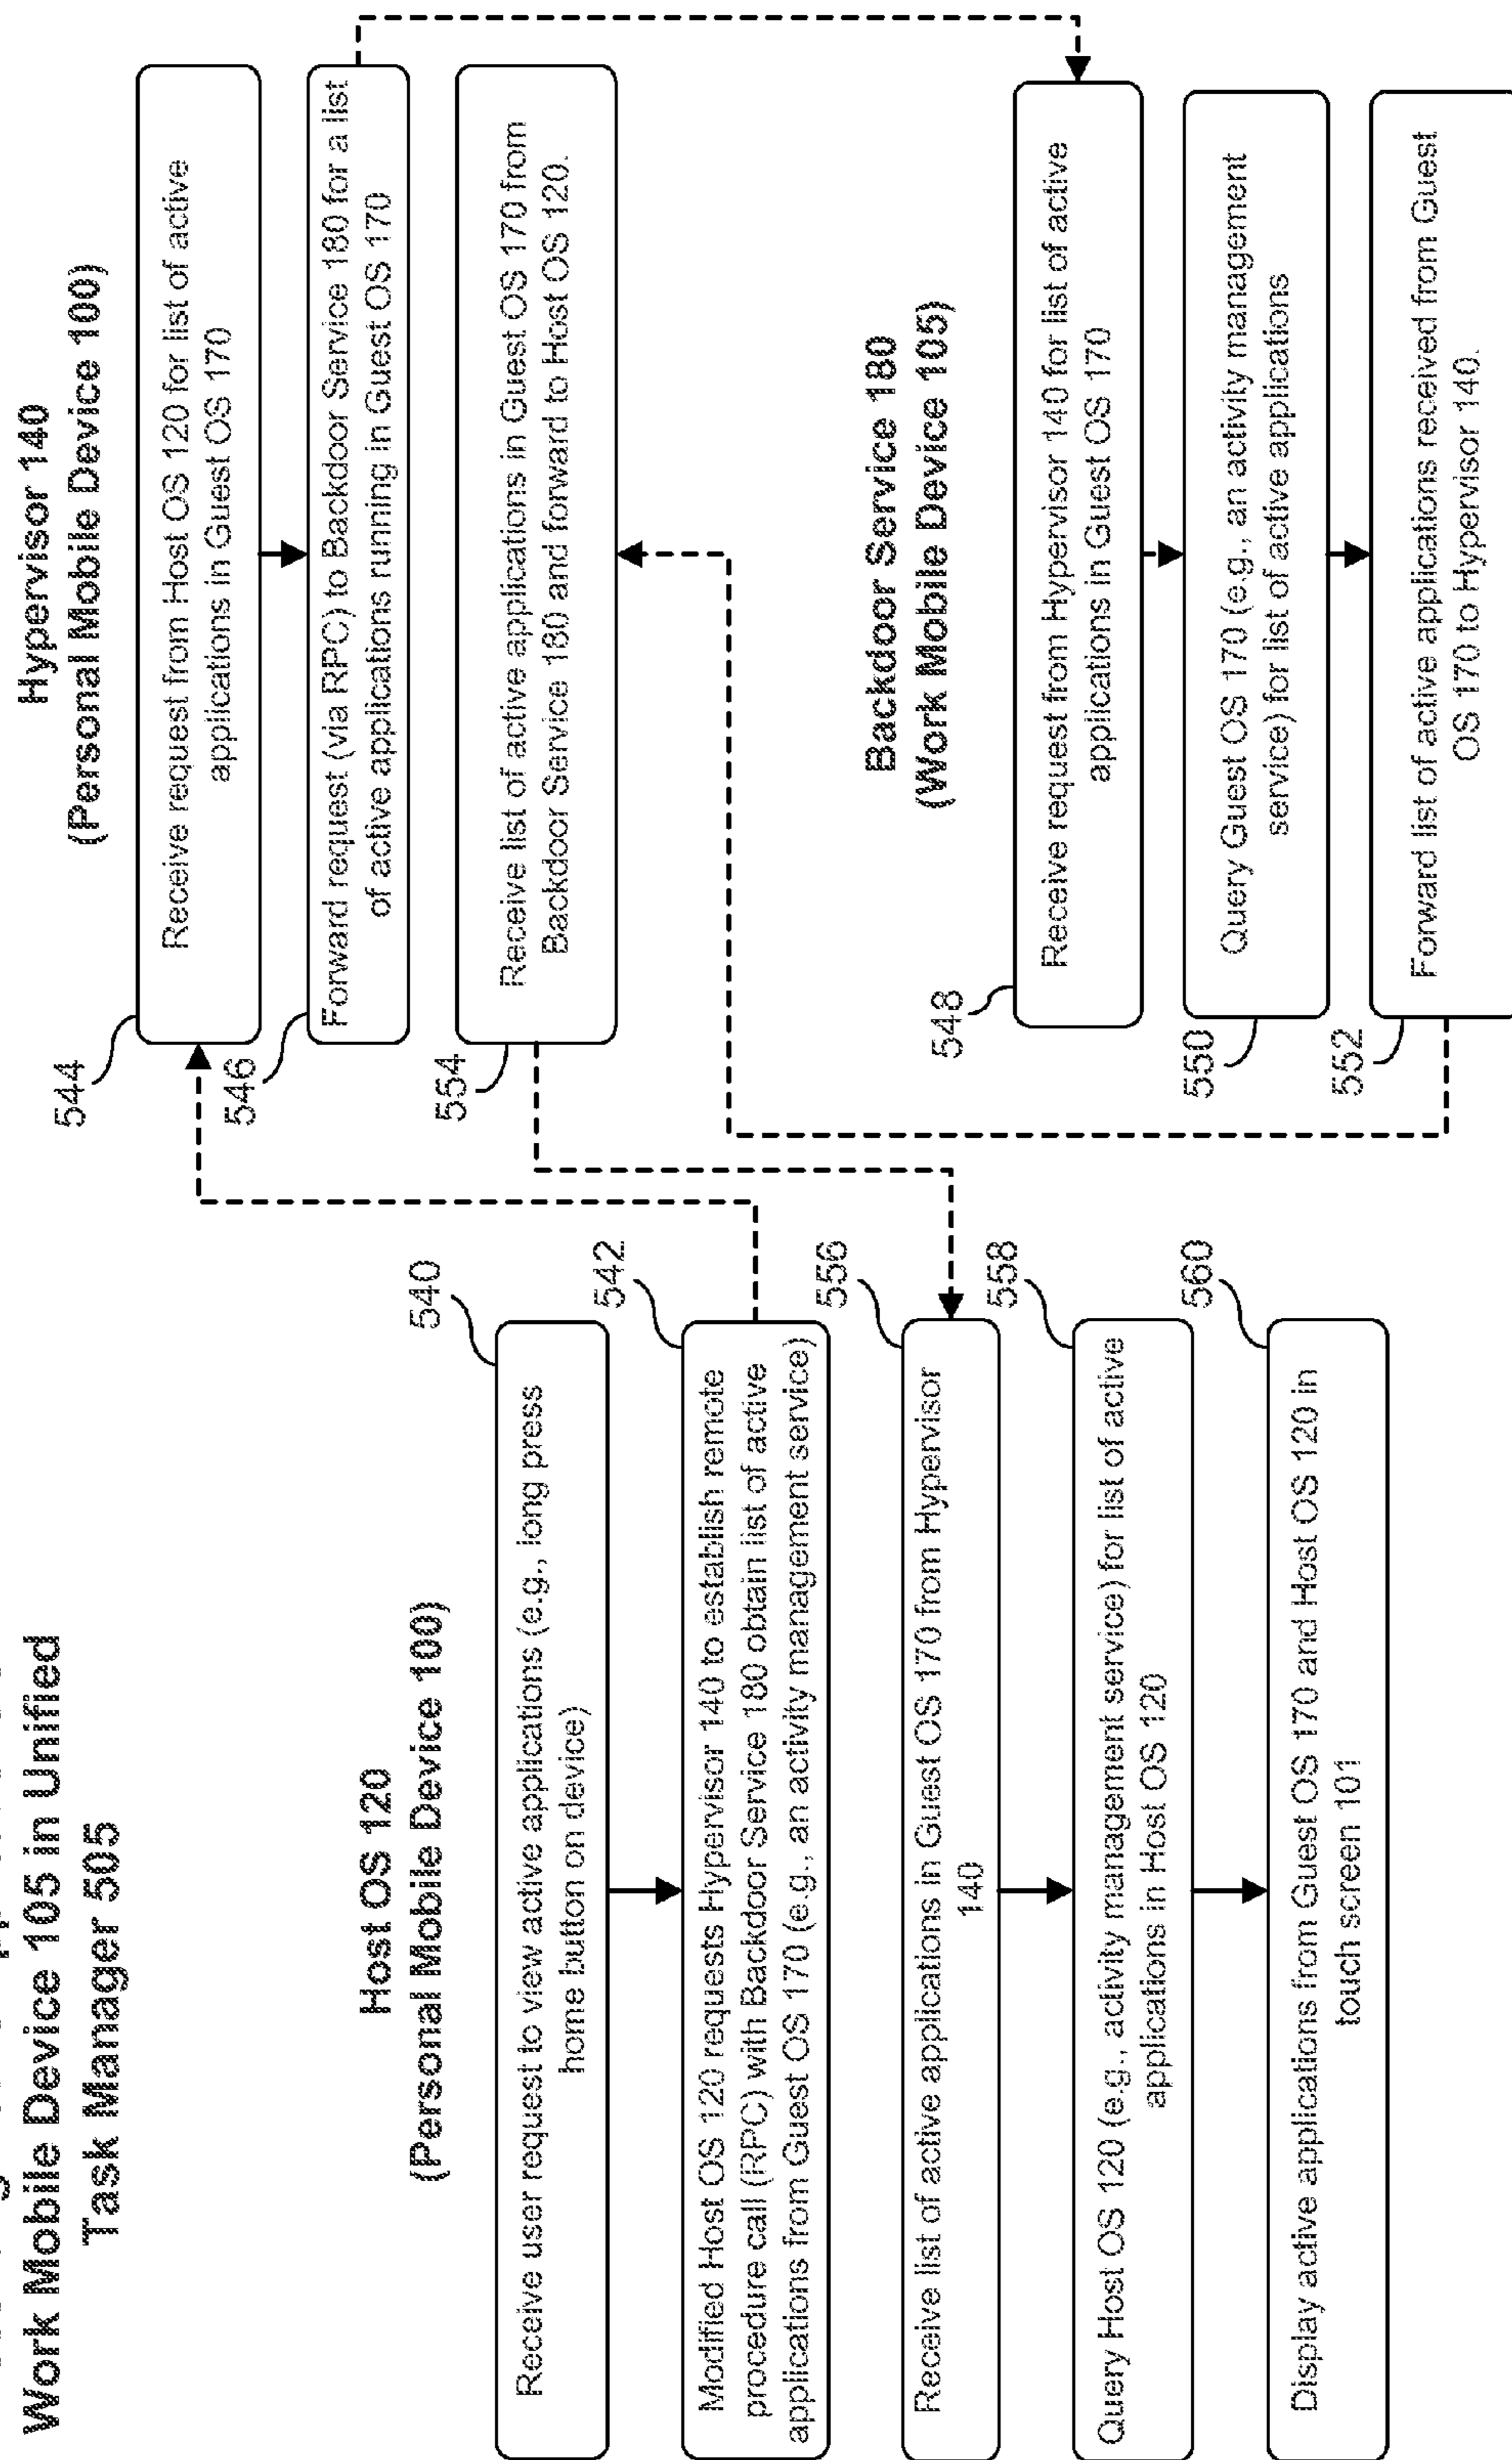 Work Mobile Device 105 in Unified
Task Manager 505
Host OS 120
(Personal Mobile Device 100)
540
Receive user request to view active applications (e.g., long press
home button on device)
542
Modified Host OS 120 requests Hypervisor 140 to establish remote
procedure call (RPC) with Backdoor Service 180 obtain list of active
applications from Guest OS 170 (e.g., an activity management service)
556
Receive list of active applications in Guest OS 170 from Hypervisor
140
558
Query Host OS 120 (e.g., activity management service) for list of active
applications in Host OS 120
560
Display active applications from Guest OS 170 and Host OS 120 in
touch screen 101
Hypervisor 140
(Personal Mobile Device 100)
544
Receive request from Host OS 120 for list of active
applications in Guest OS 170
546
Forward request (via RPC) to Backdoor Service 180 for a list
of active applications running in Guest OS 170
554
Receive list of active applications in Guest OS 170 from
Backdoor Service 180 and forward to Host OS 120.
Backdoor Service 180
(Work Mobile Device 105)
548
Receive request from Hypervisor 140 for list of active
applications in Guest OS 170
550
Query Guest OS 170 (e.g., an activity management
service) for list of active applications
552
Forward list of active applications received from Guest
OS 170 to Hypervisor 140.